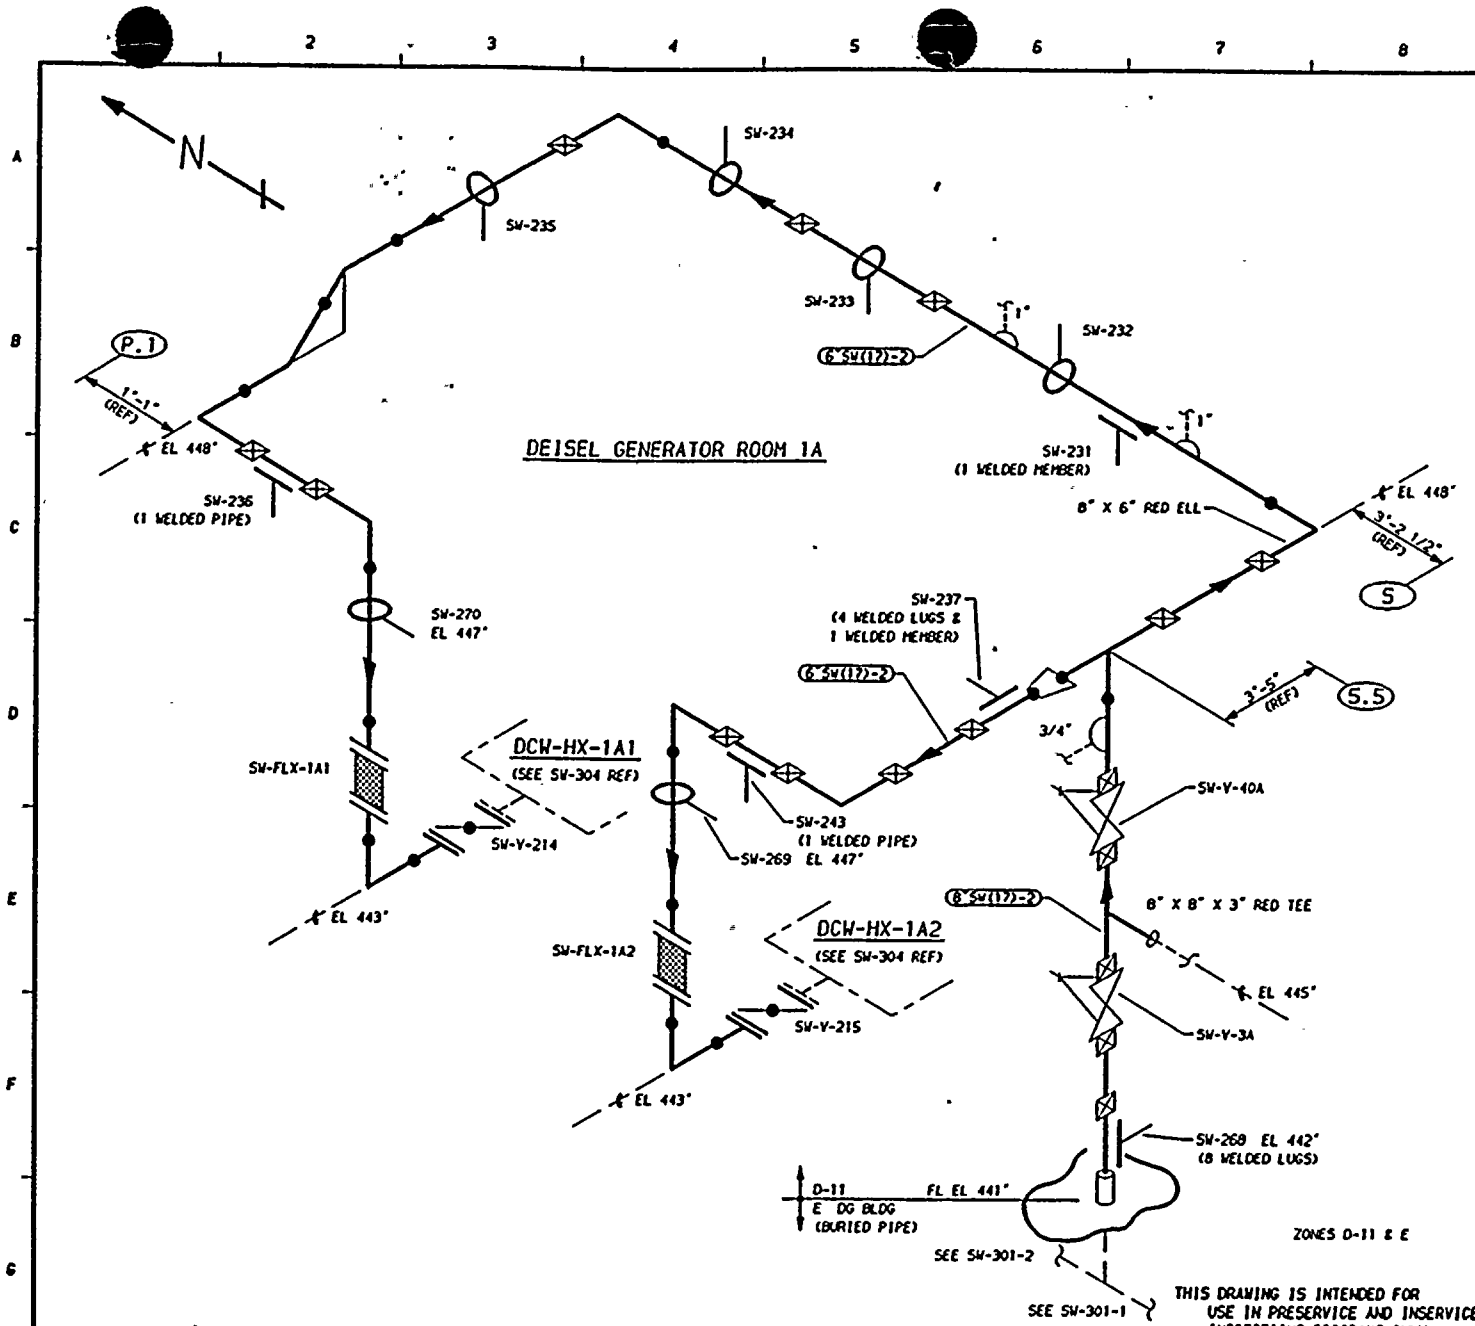 2 3 4 5 6 7 8
A
N
SW-234
SW-235
SW-233
1"
SW-232
6"SW(17)-2
B
P.1
1'-1"
(REF)
℄ EL 448'
DEISEL GENERATOR ROOM 1A
1"
SW-231
(1 WELDED MEMBER)
SW-236
(1 WELDED PIPE)
8" X 6" RED ELL
℄ EL 448'
3'-2 1/2"
(REF)
S
C
SW-270
EL 447'
SW-237
(4 WELDED LUGS &
1 WELDED MEMBER)
6"SW(17)-2
3'-5"
(REF)
S.5
D
3/4"
DCW-HX-1A1
(SEE SW-304 REF)
SW-FLX-1A1
SW-V-40A
SW-243
(1 WELDED PIPE)
SW-V-214
SW-269 EL 447'
E
8"SW(17)-2
8" X 8" X 3" RED TEE
℄ EL 443'
DCW-HX-1A2
(SEE SW-304 REF)
SW-FLX-1A2
℄ EL 445'
SW-V-215
SW-V-3A
F
℄ EL 443'
SW-268 EL 442'
(8 WELDED LUGS)
D-11 FL EL 441'
E DG BLDG
(BURIED PIPE)
ZONES D-11 & E
SEE SW-301-2
G
SEE SW-301-1
THIS DRAWING IS INTENDED FOR
USE IN PRESERVICE AND INSERVICE